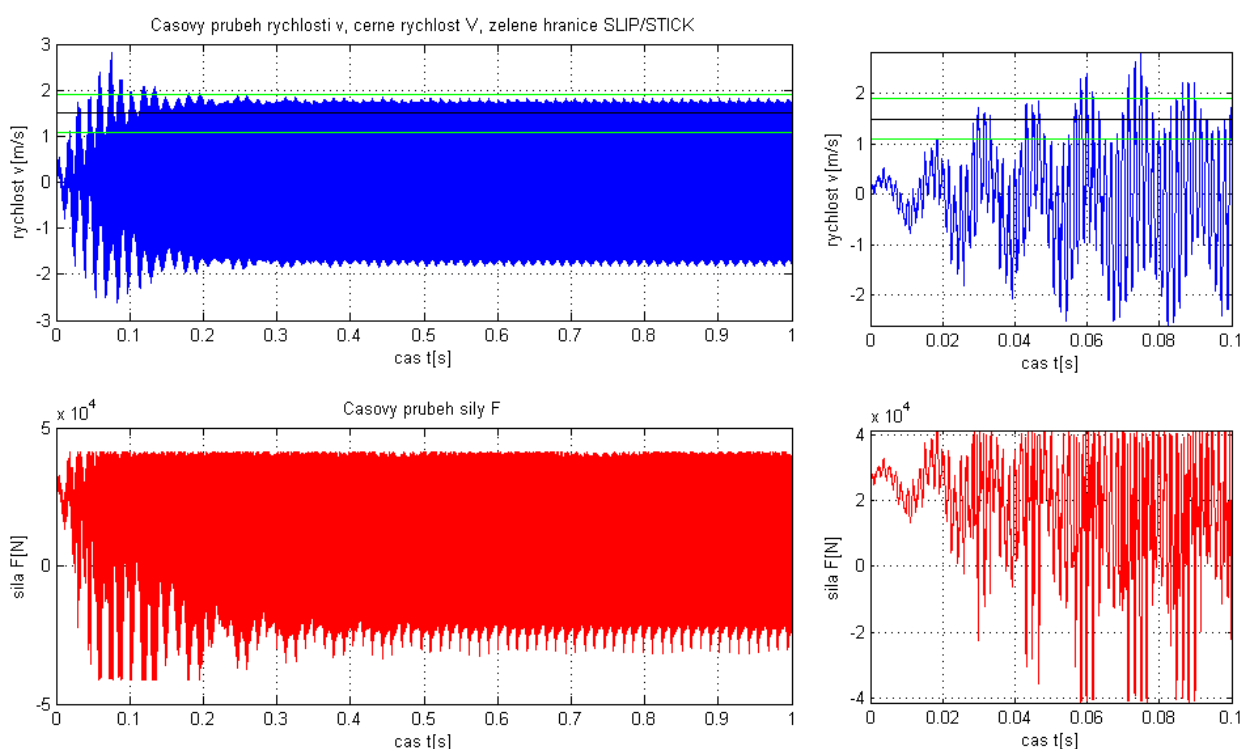 Casovy prubeh rychlosti v, cerne rychlost V, zelene hranice SLIP/STICK
3
2
1
0
-1
-2
-3
rychlost v[m/s]
0 0.1 0.2 0.3 0.4 0.5 0.6 0.7 0.8 0.9 1
cas t[s]
2
1
0
-1
-2
rychlost v[m/s]
0 0.02 0.04 0.06 0.08 0.1
cas t[s]
x 10^4
Casovy prubeh sily F
5
0
-5
sila F[N]
0 0.1 0.2 0.3 0.4 0.5 0.6 0.7 0.8 0.9 1
cas t[s]
x 10^4
4
2
0
-2
-4
sila F[N]
0 0.02 0.04 0.06 0.08 0.1
cas t[s]